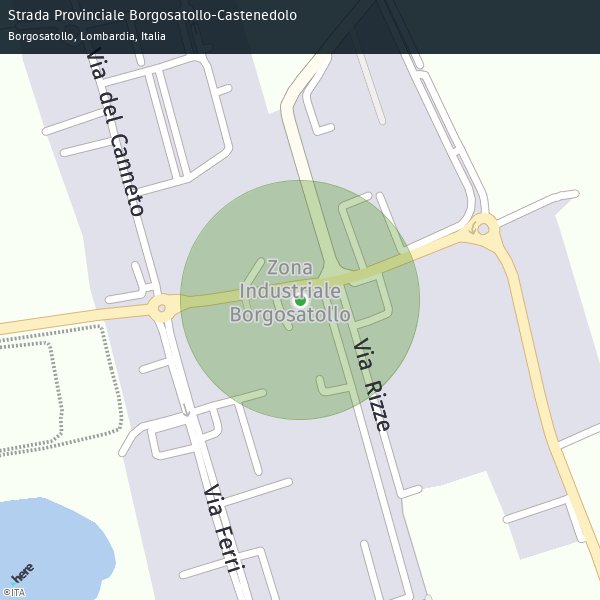 Strada Provinciale Borgosatollo-Castenedolo
Borgosatollo, Lombardia, Italia
Via del Canneto
Zona
Industriale
Borgosatollo
Via Rizze
Via Ferri
here
©ITA